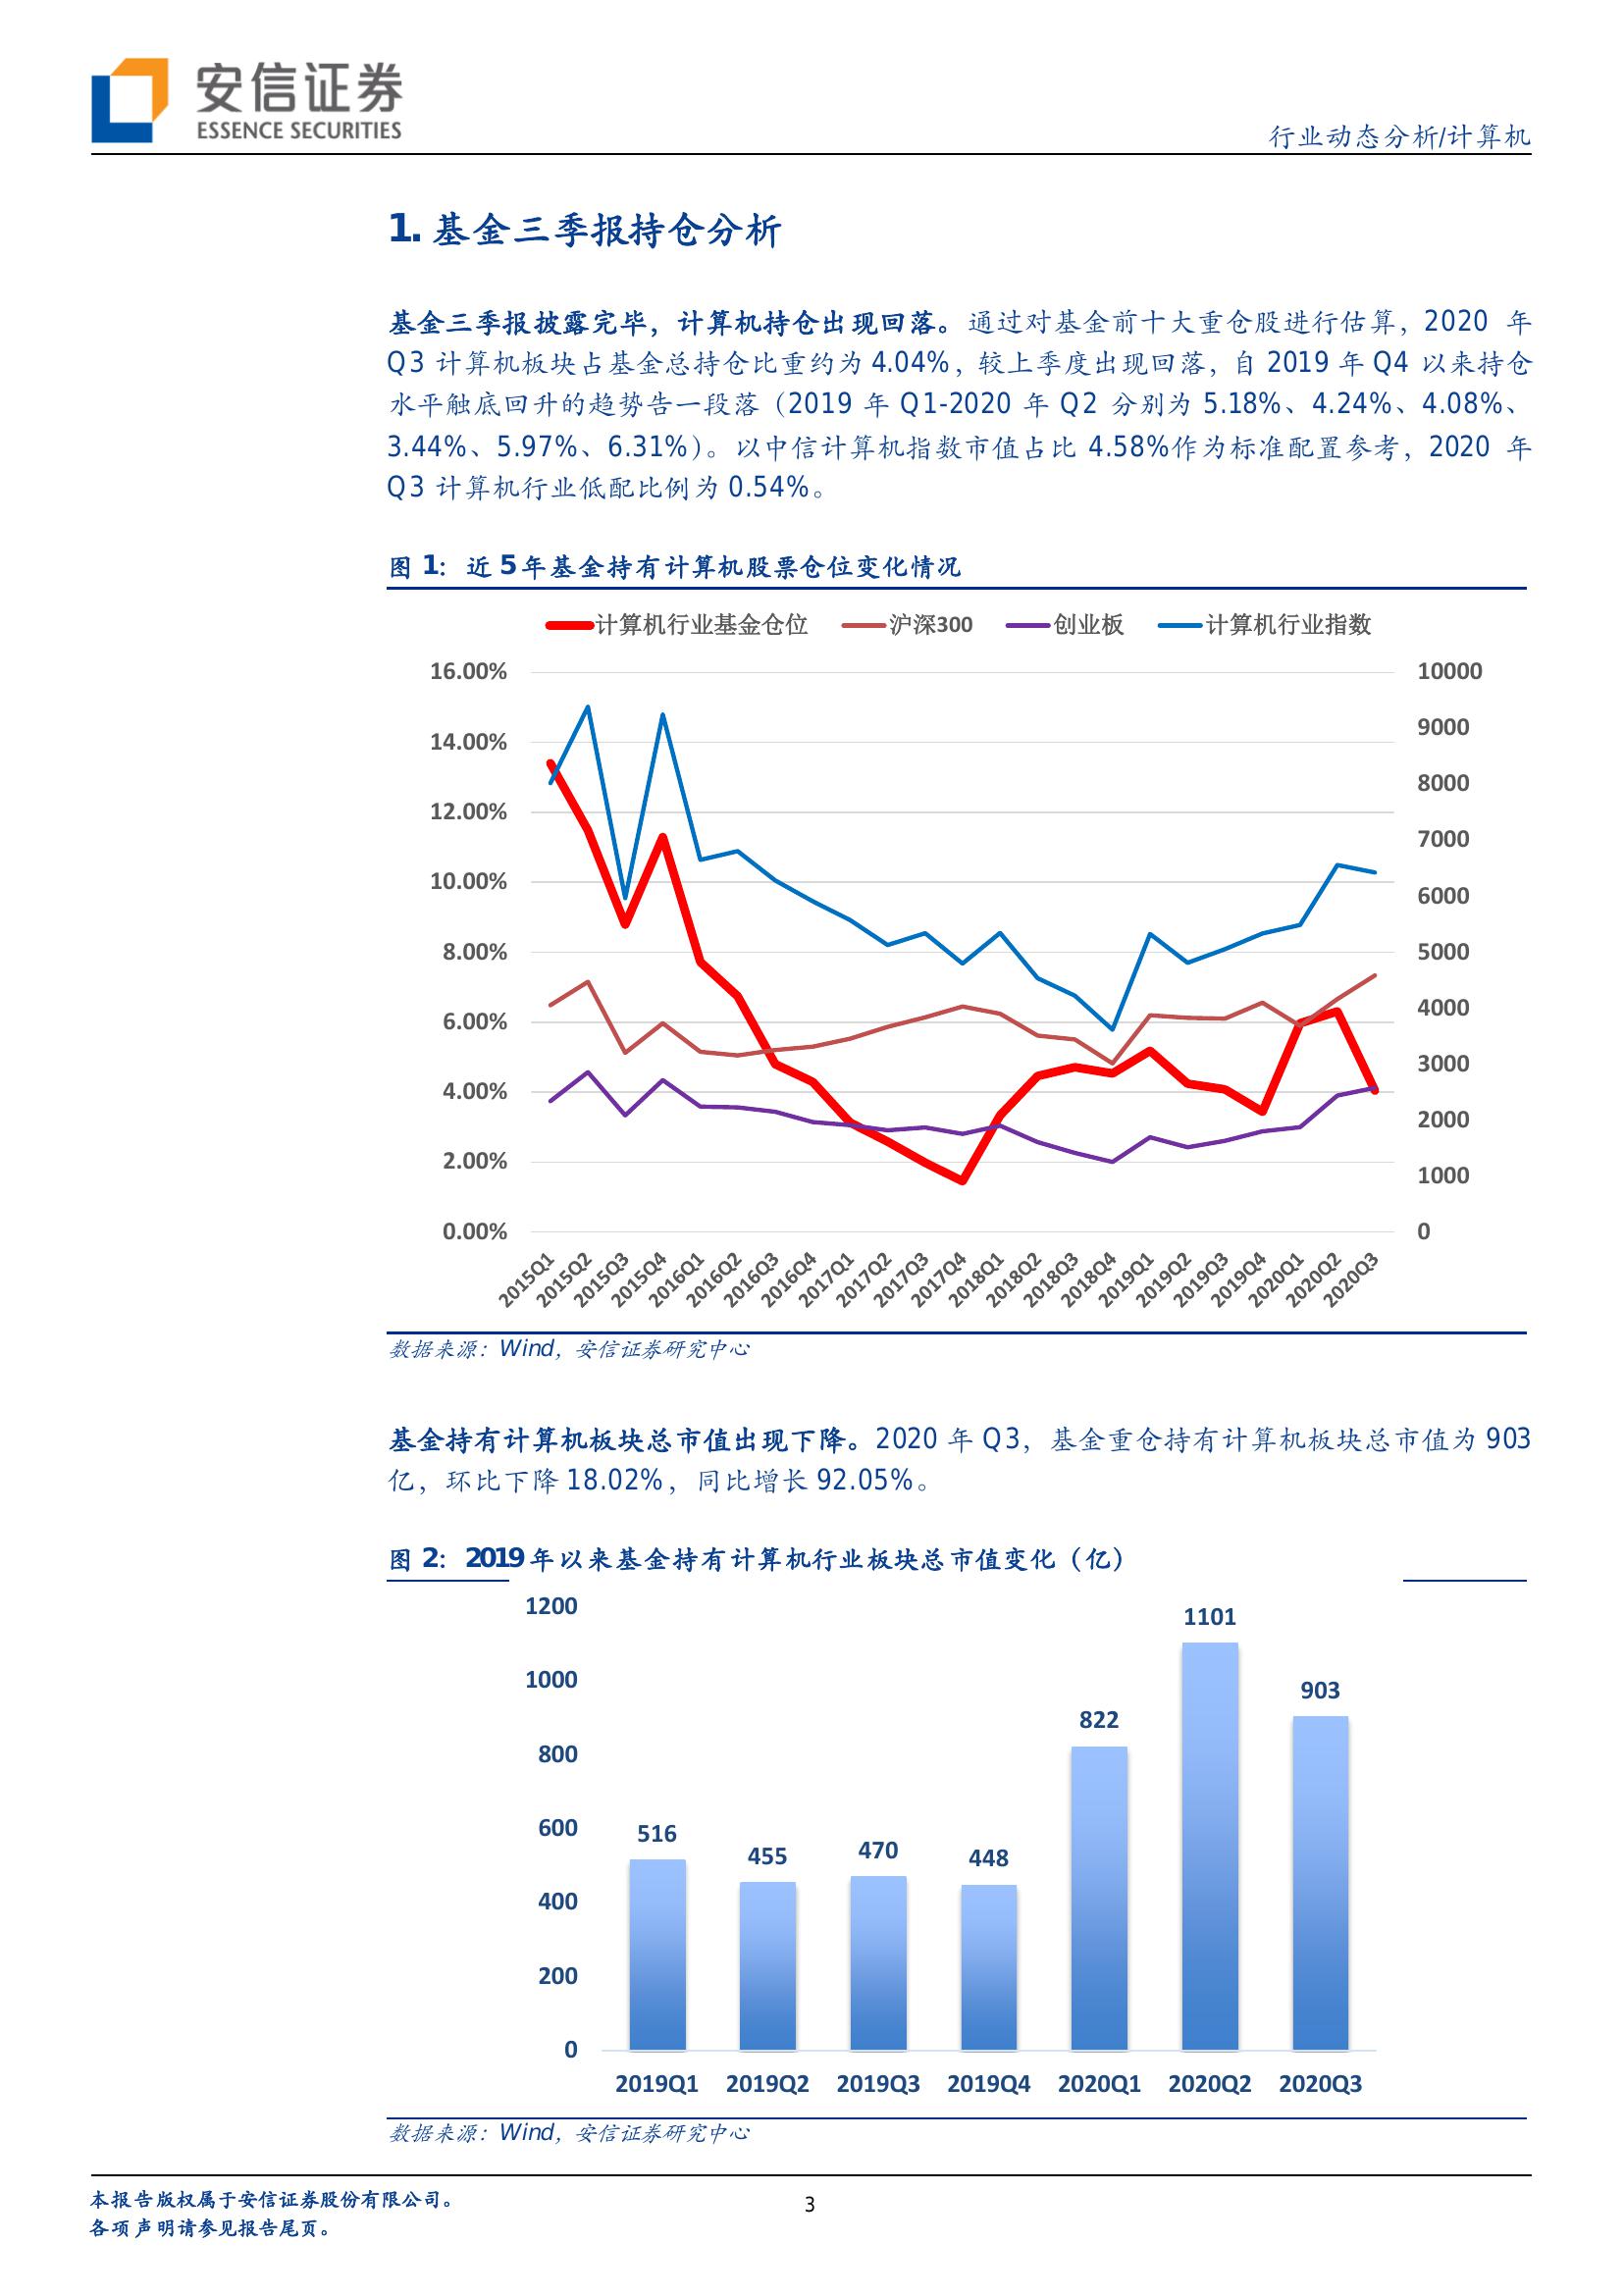 安信证券
ESSENCE SECURITIES
行业动态分析/计算机
1. 基金三季报持仓分析
基金三季报披露完毕，计算机持仓出现回落。通过对基金前十大重仓股进行估算，2020 年
Q3 计算机板块占基金总持仓比重约为 4.04%，较上季度出现回落，自 2019 年 Q4 以来持仓
水平触底回升的趋势告一段落（2019 年 Q1-2020 年 Q2 分别为 5.18%、4.24%、4.08%、
3.44%、5.97%、6.31%）。以中信计算机指数市值占比 4.58%作为标准配置参考，2020 年
Q3 计算机行业低配比例为 0.54%。
图 1：近 5 年基金持有计算机股票仓位变化情况
计算机行业基金仓位 沪深300 创业板 计算机行业指数
16.00% 10000
9000
14.00%
8000
12.00%
7000
10.00%
6000
8.00% 5000
4000
6.00%
3000
4.00%
2000
2.00%
1000
0.00% 0
2015Q1 2015Q2 2015Q3 2015Q4 2016Q1 2016Q2 2016Q3 2016Q4 2017Q1 2017Q2 2017Q3 2017Q4 2018Q1 2018Q2 2018Q3 2018Q4 2019Q1 2019Q2 2019Q3 2019Q4 2020Q1 2020Q2 2020Q3
数据来源：Wind，安信证券研究中心
基金持有计算机板块总市值出现下降。2020 年 Q3，基金重仓持有计算机板块总市值为 903
亿，环比下降 18.02%，同比增长 92.05%。
图 2：2019 年以来基金持有计算机行业板块总市值变化（亿）
1200
1101
1000
903
822
800
600
516
470
455
448
400
200
0
2019Q1 2019Q2 2019Q3 2019Q4 2020Q1 2020Q2 2020Q3
数据来源：Wind，安信证券研究中心
本报告版权属于安信证券股份有限公司。
3
各项声明请参见报告尾页。